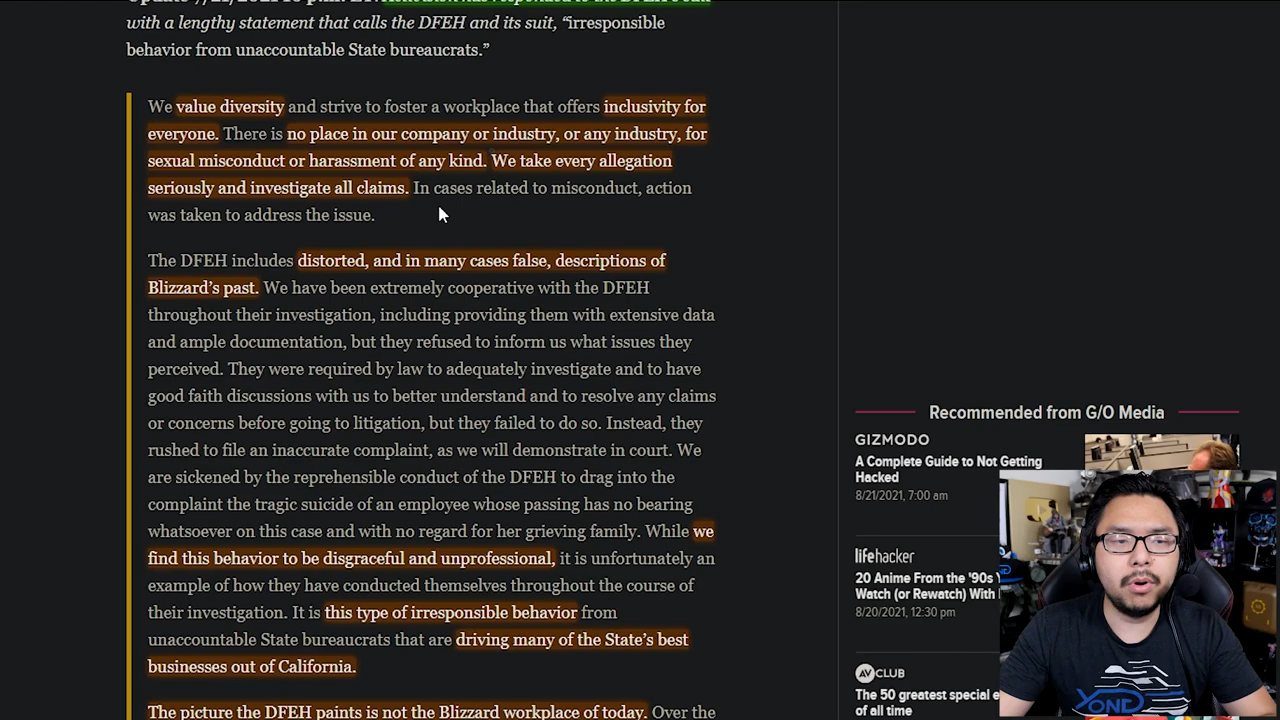 with a lengthy statement that calls the DFEH and its suit, “irresponsible
behavior from unaccountable State bureaucrats.”
We value diversity and strive to foster a workplace that offers inclusivity for
everyone. There is no place in our company or industry, or any industry, for
sexual misconduct or harassment of any kind. We take every allegation
seriously and investigate all claims. In cases related to misconduct, action
was taken to address the issue.
The DFEH includes distorted, and in many cases false, descriptions of
Blizzard’s past. We have been extremely cooperative with the DFEH
throughout their investigation, including providing them with extensive data
and ample documentation, but they refused to inform us what issues they
perceived. They were required by law to adequately investigate and to have
good faith discussions with us to better understand and to resolve any claims
or concerns before going to litigation, but they failed to do so. Instead, they
rushed to file an inaccurate complaint, as we will demonstrate in court. We
are sickened by the reprehensible conduct of the DFEH to drag into the
complaint the tragic suicide of an employee whose passing has no bearing
whatsoever on this case and with no regard for her grieving family. While we
find this behavior to be disgraceful and unprofessional, it is unfortunately an
example of how they have conducted themselves throughout the course of
their investigation. It is this type of irresponsible behavior from
unaccountable State bureaucrats that are driving many of the State’s best
businesses out of California.
The picture the DFEH paints is not the Blizzard workplace of today. Over the
Recommended from G/O Media
GIZMODO
A Complete Guide to Not Getting
Hacked
8/21/2021, 7:00 am
lifehacker
20 Anime From the '90s
Watch (or Rewatch) With
8/20/2021, 12:30 pm
AV CLUB
The 50 greatest special
of all time
YONG